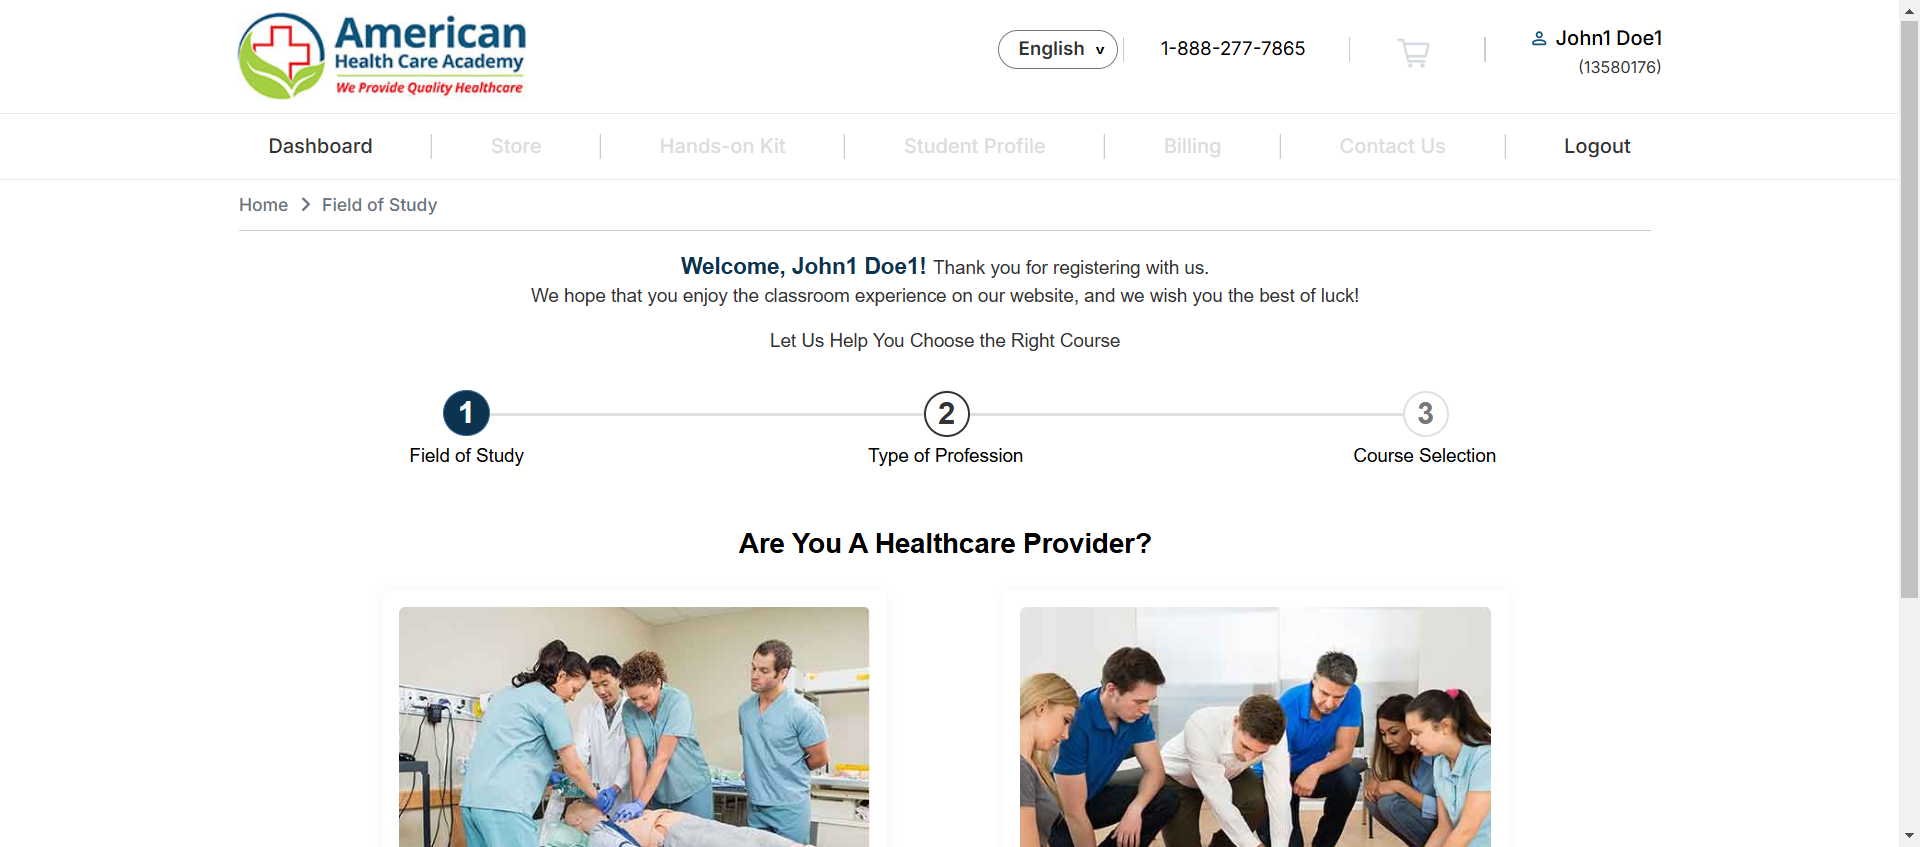 American
Health Care Academy
We Provide Quality Healthcare
English v
1-888-277-7865
John1 Doe1
(13580176)
Dashboard
Store
Hands-on Kit
Student Profile
Billing
Contact Us
Logout
Home > Field of Study
Welcome, John1 Doe1! Thank you for registering with us.
We hope that you enjoy the classroom experience on our website, and we wish you the best of luck!
Let Us Help You Choose the Right Course
1
2
3
Field of Study
Type of Profession
Course Selection
Are You A Healthcare Provider?